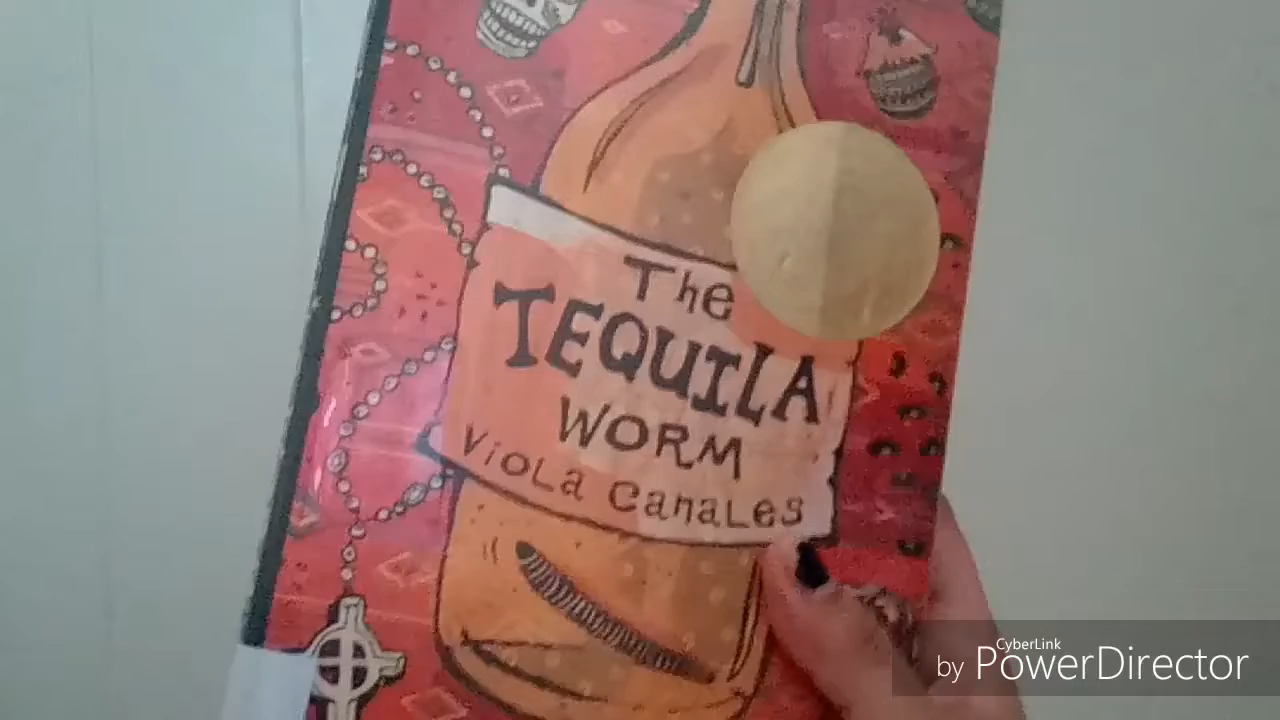 The
TEQUILA
WORM
VioLa CanaLes
CyberLink
by PowerDirector